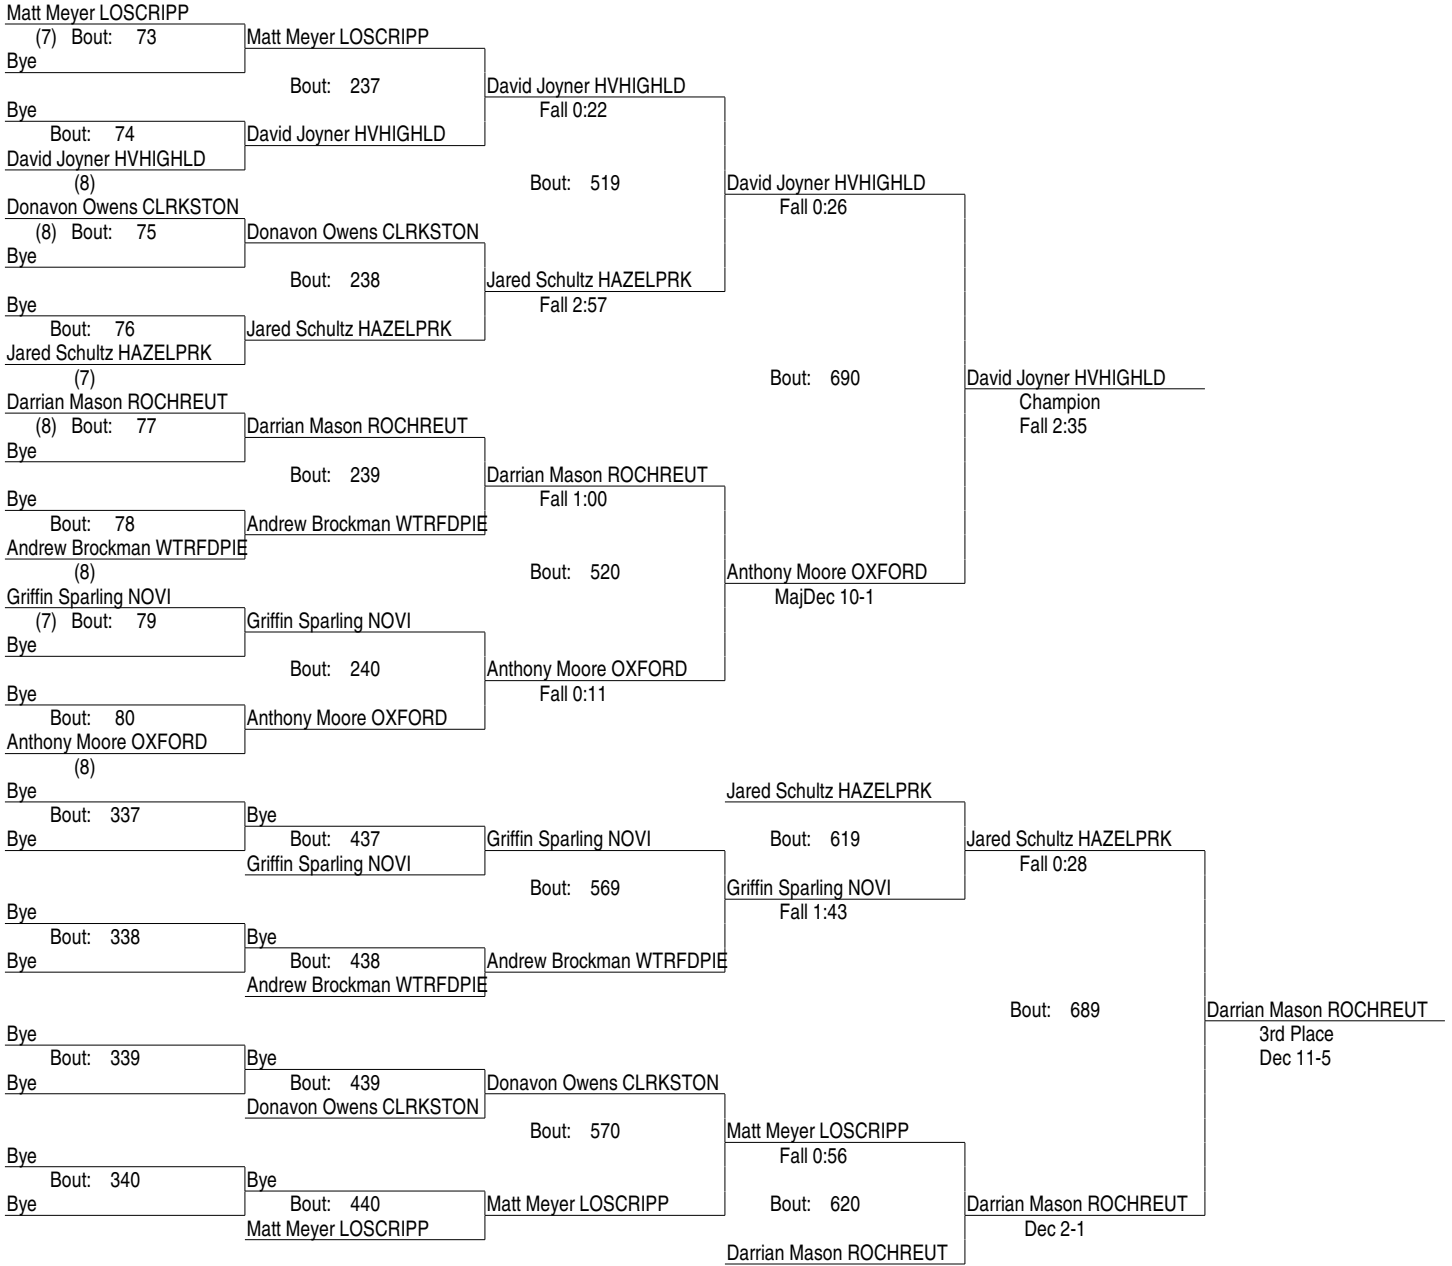 Matt Meyer LOSCRIPP
(7) Bout: 73 Matt Meyer LOSCRIPP
Bye
Bout: 237 David Joyner HVHIGHLD
Bye Fall 0:22
Bout: 74 David Joyner HVHIGHLD
David Joyner HVHIGHLD
(8) Bout: 519 David Joyner HVHIGHLD
Donavon Owens CLRKSTON Fall 0:26
(8) Bout: 75 Donavon Owens CLRKSTON
Bye
Bout: 238 Jared Schultz HAZELPRK
Bye Fall 2:57
Bout: 76 Jared Schultz HAZELPRK
Jared Schultz HAZELPRK
(7) Bout: 690 David Joyner HVHIGHLD
Darrian Mason ROCHREUT Champion
(8) Bout: 77 Darrian Mason ROCHREUT Fall 2:35
Bye
Bout: 239 Darrian Mason ROCHREUT
Bye Fall 1:00
Bout: 78 Andrew Brockman WTRFDPIE
Andrew Brockman WTRFDPIE
(8) Bout: 520 Anthony Moore OXFORD
Griffin Sparling NOVI MajDec 10-1
(7) Bout: 79 Griffin Sparling NOVI
Bye
Bout: 240 Anthony Moore OXFORD
Bye Fall 0:11
Bout: 80 Anthony Moore OXFORD
Anthony Moore OXFORD
(8)
Bye Jared Schultz HAZELPRK
Bout: 337 Bye
Bye Bout: 437 Griffin Sparling NOVI Bout: 619 Jared Schultz HAZELPRK
Griffin Sparling NOVI Fall 0:28
Bout: 569 Griffin Sparling NOVI
Bye Fall 1:43
Bout: 338 Bye
Bye Bout: 438 Andrew Brockman WTRFDPIE
Andrew Brockman WTRFDPIE
Bout: 689 Darrian Mason ROCHREUT
Bye 3rd Place
Bout: 339 Bye Dec 11-5
Bye Bout: 439 Donavon Owens CLRKSTON
Donavon Owens CLRKSTON
Bout: 570 Matt Meyer LOSCRIPP
Bye Fall 0:56
Bout: 340 Bye
Bye Bout: 440 Matt Meyer LOSCRIPP Bout: 620 Darrian Mason ROCHREUT
Matt Meyer LOSCRIPP Dec 2-1
Darrian Mason ROCHREUT